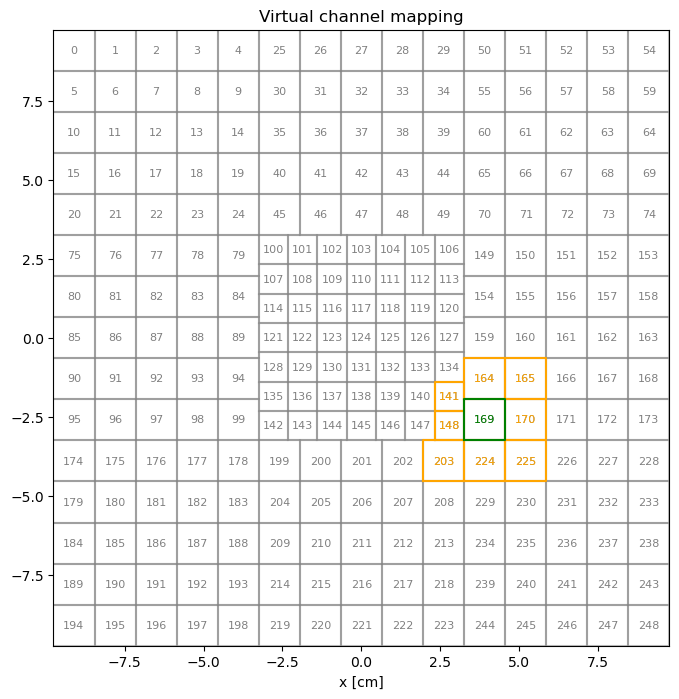 Virtual channel mapping
0 1 2 3 4 25 26 27 28 29 50 51 52 53 54
7.5
5 6 7 8 9 30 31 32 33 34 55 56 57 58 59
10 11 12 13 14 35 36 37 38 39 60 61 62 63 64
5.0
15 16 17 18 19 40 41 42 43 44 65 66 67 68 69
20 21 22 23 24 45 46 47 48 49 70 71 72 73 74
2.5
75 76 77 78 79 100 101 102 103 104 105 106 149 150 151 152 153
107 108 109 110 111 112 113
80 81 82 83 84 154 155 156 157 158
114 115 116 117 118 119 120
0.0
85 86 87 88 89 121 122 123 124 125 126 127 159 160 161 162 163
128 129 130 131 132 133 134
90 91 92 93 94 164 165 166 167 168
135 136 137 138 139 140 141
−2.5
95 96 97 98 99 142 143 144 145 146 147 148 169 170 171 172 173
174 175 176 177 178 199 200 201 202 203 224 225 226 227 228
−5.0
179 180 181 182 183 204 205 206 207 208 229 230 231 232 233
184 185 186 187 188 209 210 211 212 213 234 235 236 237 238
−7.5
189 190 191 192 193 214 215 216 217 218 239 240 241 242 243
194 195 196 197 198 219 220 221 222 223 244 245 246 247 248
−7.5 −5.0 −2.5 0.0 2.5 5.0 7.5
x [cm]